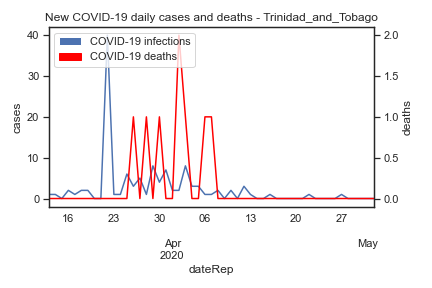 New COVID-19 daily cases and deaths - Trinidad_and_Tobago
COVID-19 infections
COVID-19 deaths
40
30
20
10
0
cases
2.0
1.5
1.0
0.5
0.0
deaths
16 23 30 06 13 20 27
Apr May
2020
dateRep